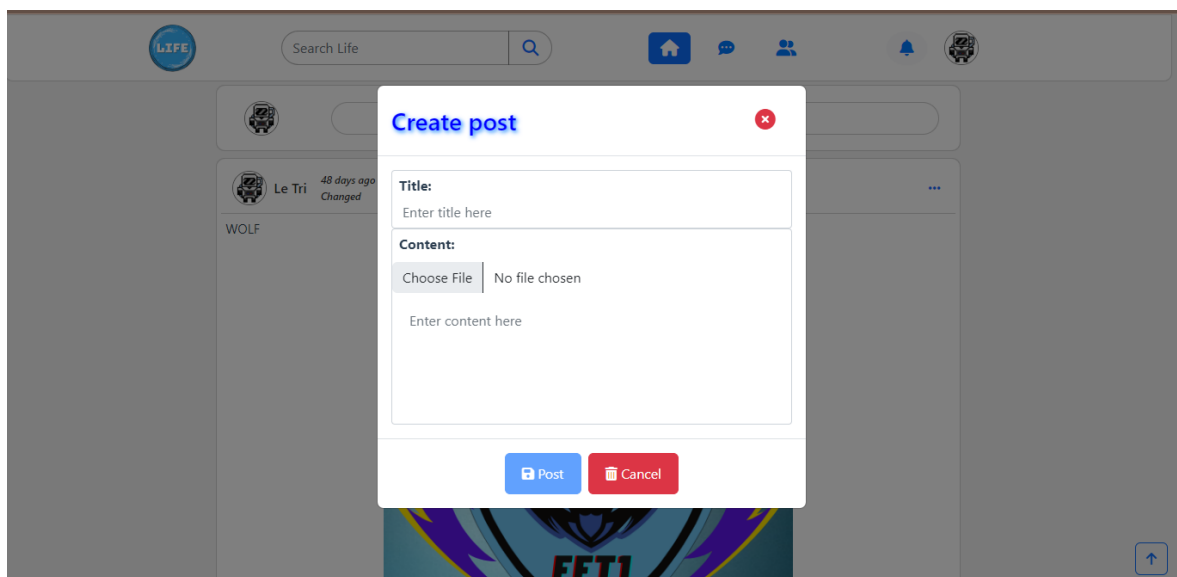 LIFE
Search Life
Create post
Le Tri
48 days ago
Changed
WOLF
Title:
Enter title here
Content:
Choose File No file chosen
Enter content here
Post Cancel